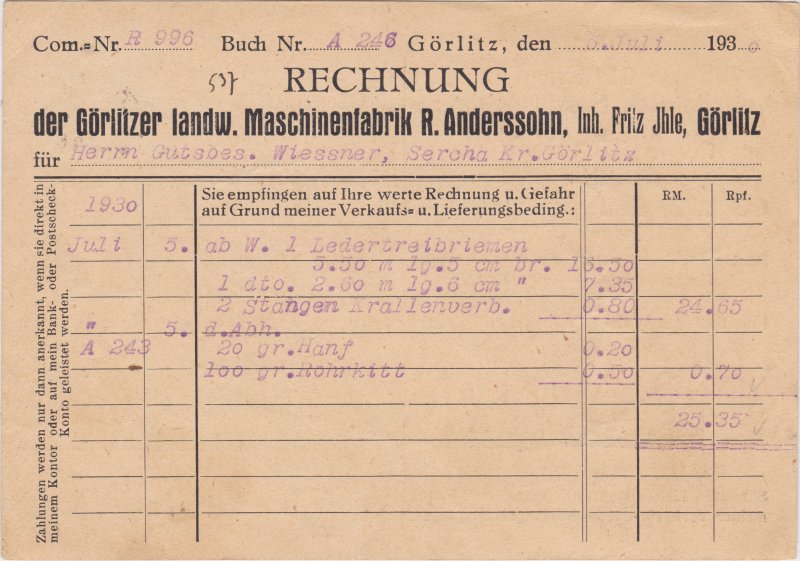 Com.-Nr. R 996 Buch Nr. A 246 Görlitz, den 5. Juli 1930
537
RECHNUNG
der Görlitzer landw. Maschinenfabrik R. Anderssohn, Inh. Fritz Jhle, Görlitz
für Herrn Gutsbes. Wiessner, Sercha Kr.Görlitz
Zahlungen werden nur dann anerkannt, wenn sie direkt in
meinem Kontor oder auf mein Bank- oder Postscheck-
Konto geleistet werden.
1930 Sie empfingen auf Ihre werte Rechnung u. Gefahr RM. Rpf.
auf Grund meiner Verkaufs- u. Lieferungsbeding.:
Juli 5. ab W. 1 Ledertreibriemen
5.50 m lg.5 cm br. 16.50
1 dto. 2.60 m lg.6 cm " 7.35
2 Stangen Krallenverb. 0.80 24.65
" 5. d.Abh.
A 243 20 gr.Hanf 0.20
100 gr.Rohrkitt 0.50 0.70
25.35